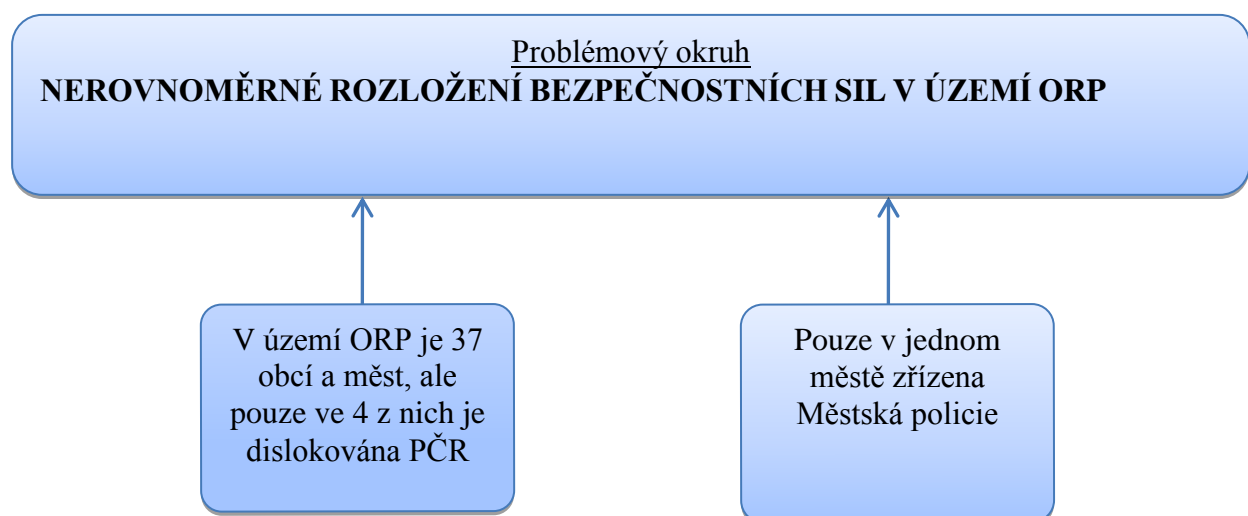 Problémový okruh
NEROVNOMĚRNÉ ROZLOŽENÍ BEZPEČNOSTNÍCH SIL V ÚZEMÍ ORP
V území ORP je 37
obcí a měst, ale
pouze ve 4 z nich je
dislokována PČR
Pouze v jednom
městě zřízena
Městská policie